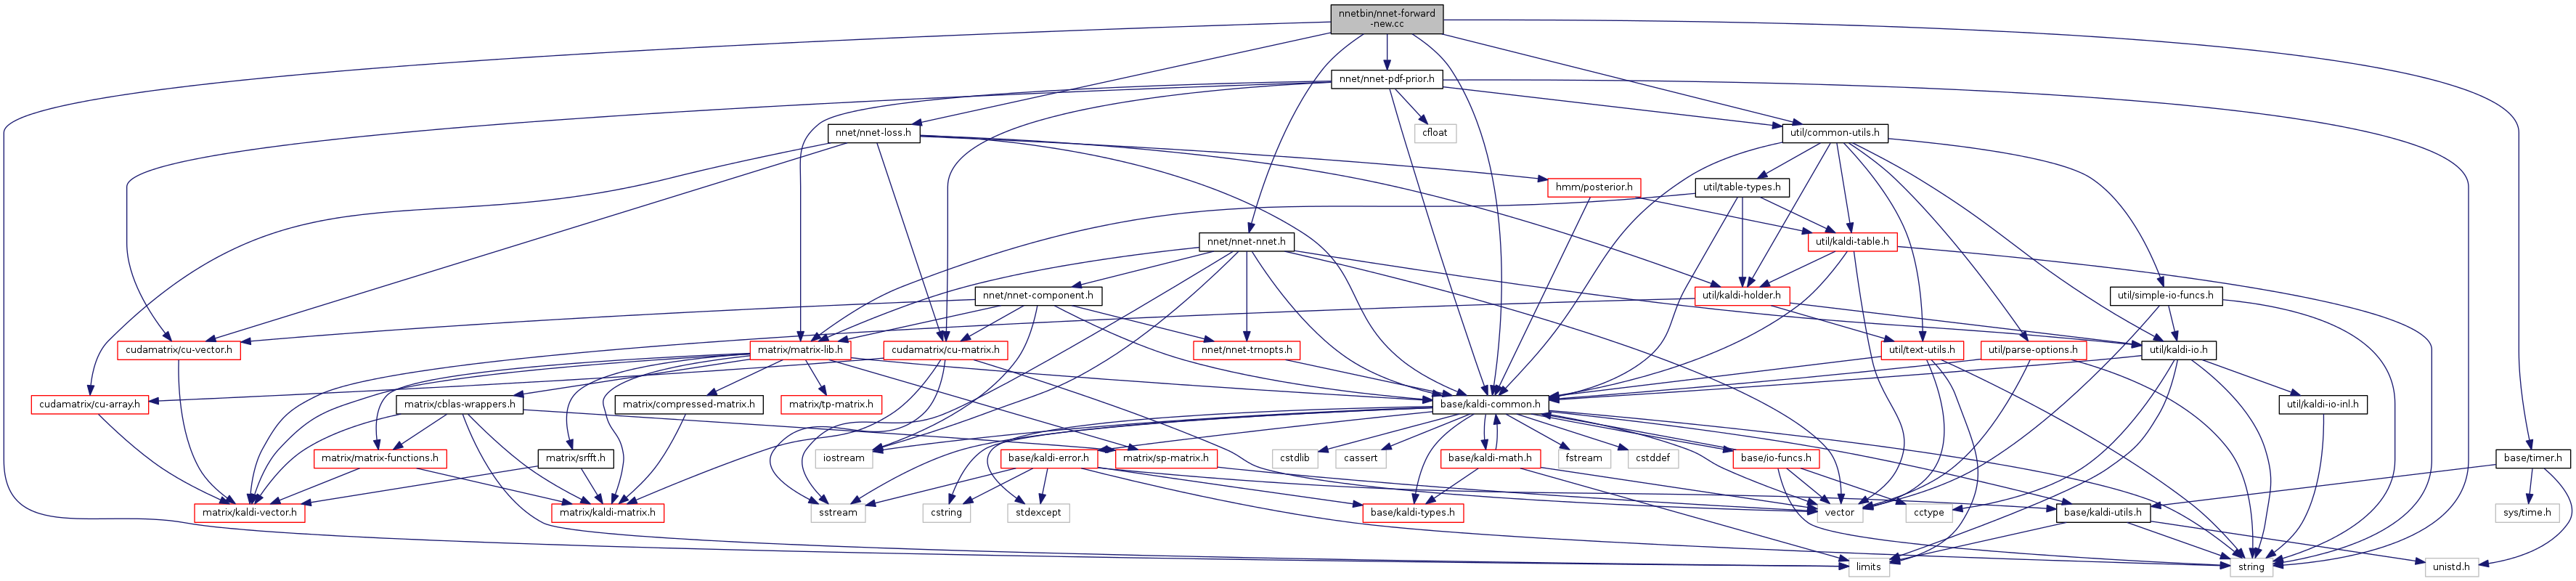 nnetbin/nnet-forward
-new.cc
nnet/nnet-pdf-prior.h
nnet/nnet-loss.h
cfloat
util/common-utils.h
hmm/posterior.h
util/table-types.h
nnet/nnet-nnet.h
util/kaldi-table.h
nnet/nnet-component.h
util/kaldi-holder.h
util/simple-io-funcs.h
cudamatrix/cu-vector.h
matrix/matrix-lib.h
cudamatrix/cu-matrix.h
nnet/nnet-trnopts.h
util/text-utils.h
util/parse-options.h
util/kaldi-io.h
cudamatrix/cu-array.h
matrix/cblas-wrappers.h
matrix/compressed-matrix.h
matrix/tp-matrix.h
base/kaldi-common.h
util/kaldi-io-inl.h
matrix/matrix-functions.h
matrix/srfft.h
iostream
base/kaldi-error.h
matrix/sp-matrix.h
cstdlib
cassert
base/kaldi-math.h
fstream
cstddef
base/io-funcs.h
base/timer.h
matrix/kaldi-vector.h
matrix/kaldi-matrix.h
sstream
cstring
stdexcept
base/kaldi-types.h
vector
cctype
base/kaldi-utils.h
sys/time.h
limits
string
unistd.h